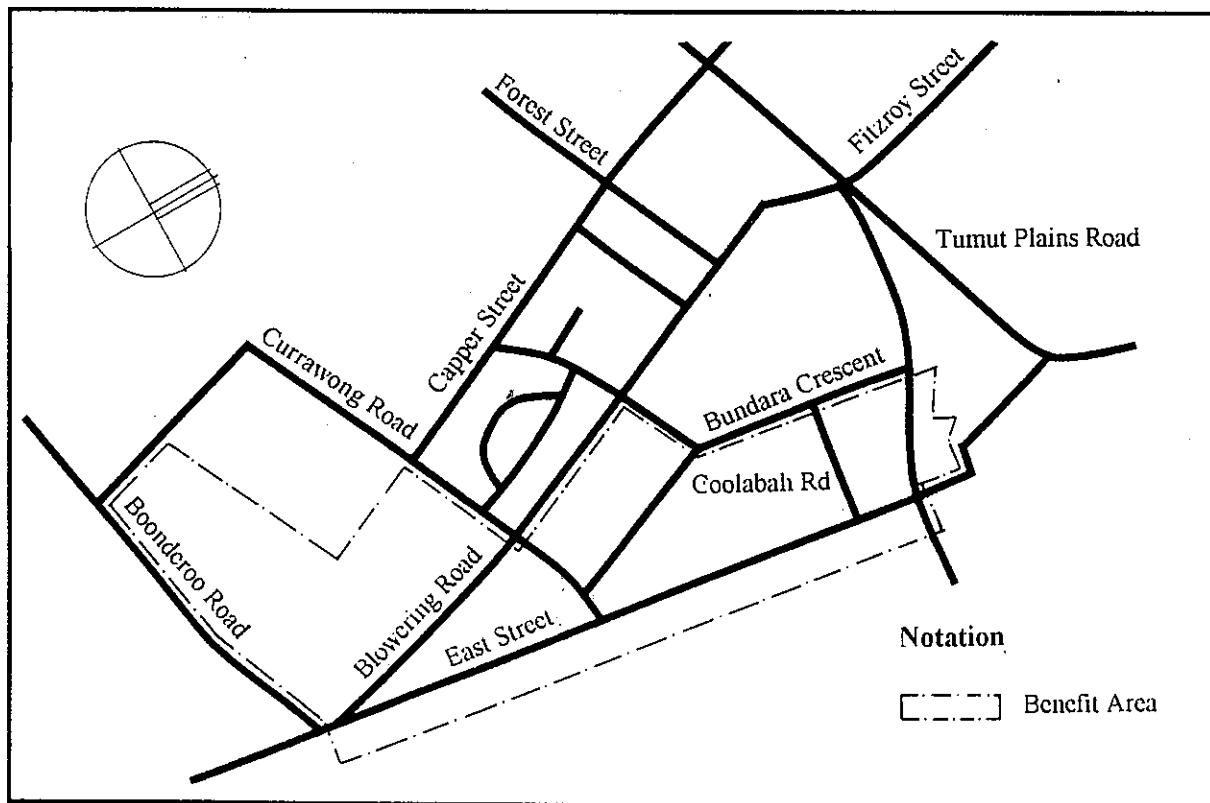 Forest Street
Fitzroy Street
Tumut Plains Road
Capper Street
Currawong Road
Bundara Crescent
Coolabah Rd
Boonderoo Road
Blowering Road
East Street
Notation
Benefit Area